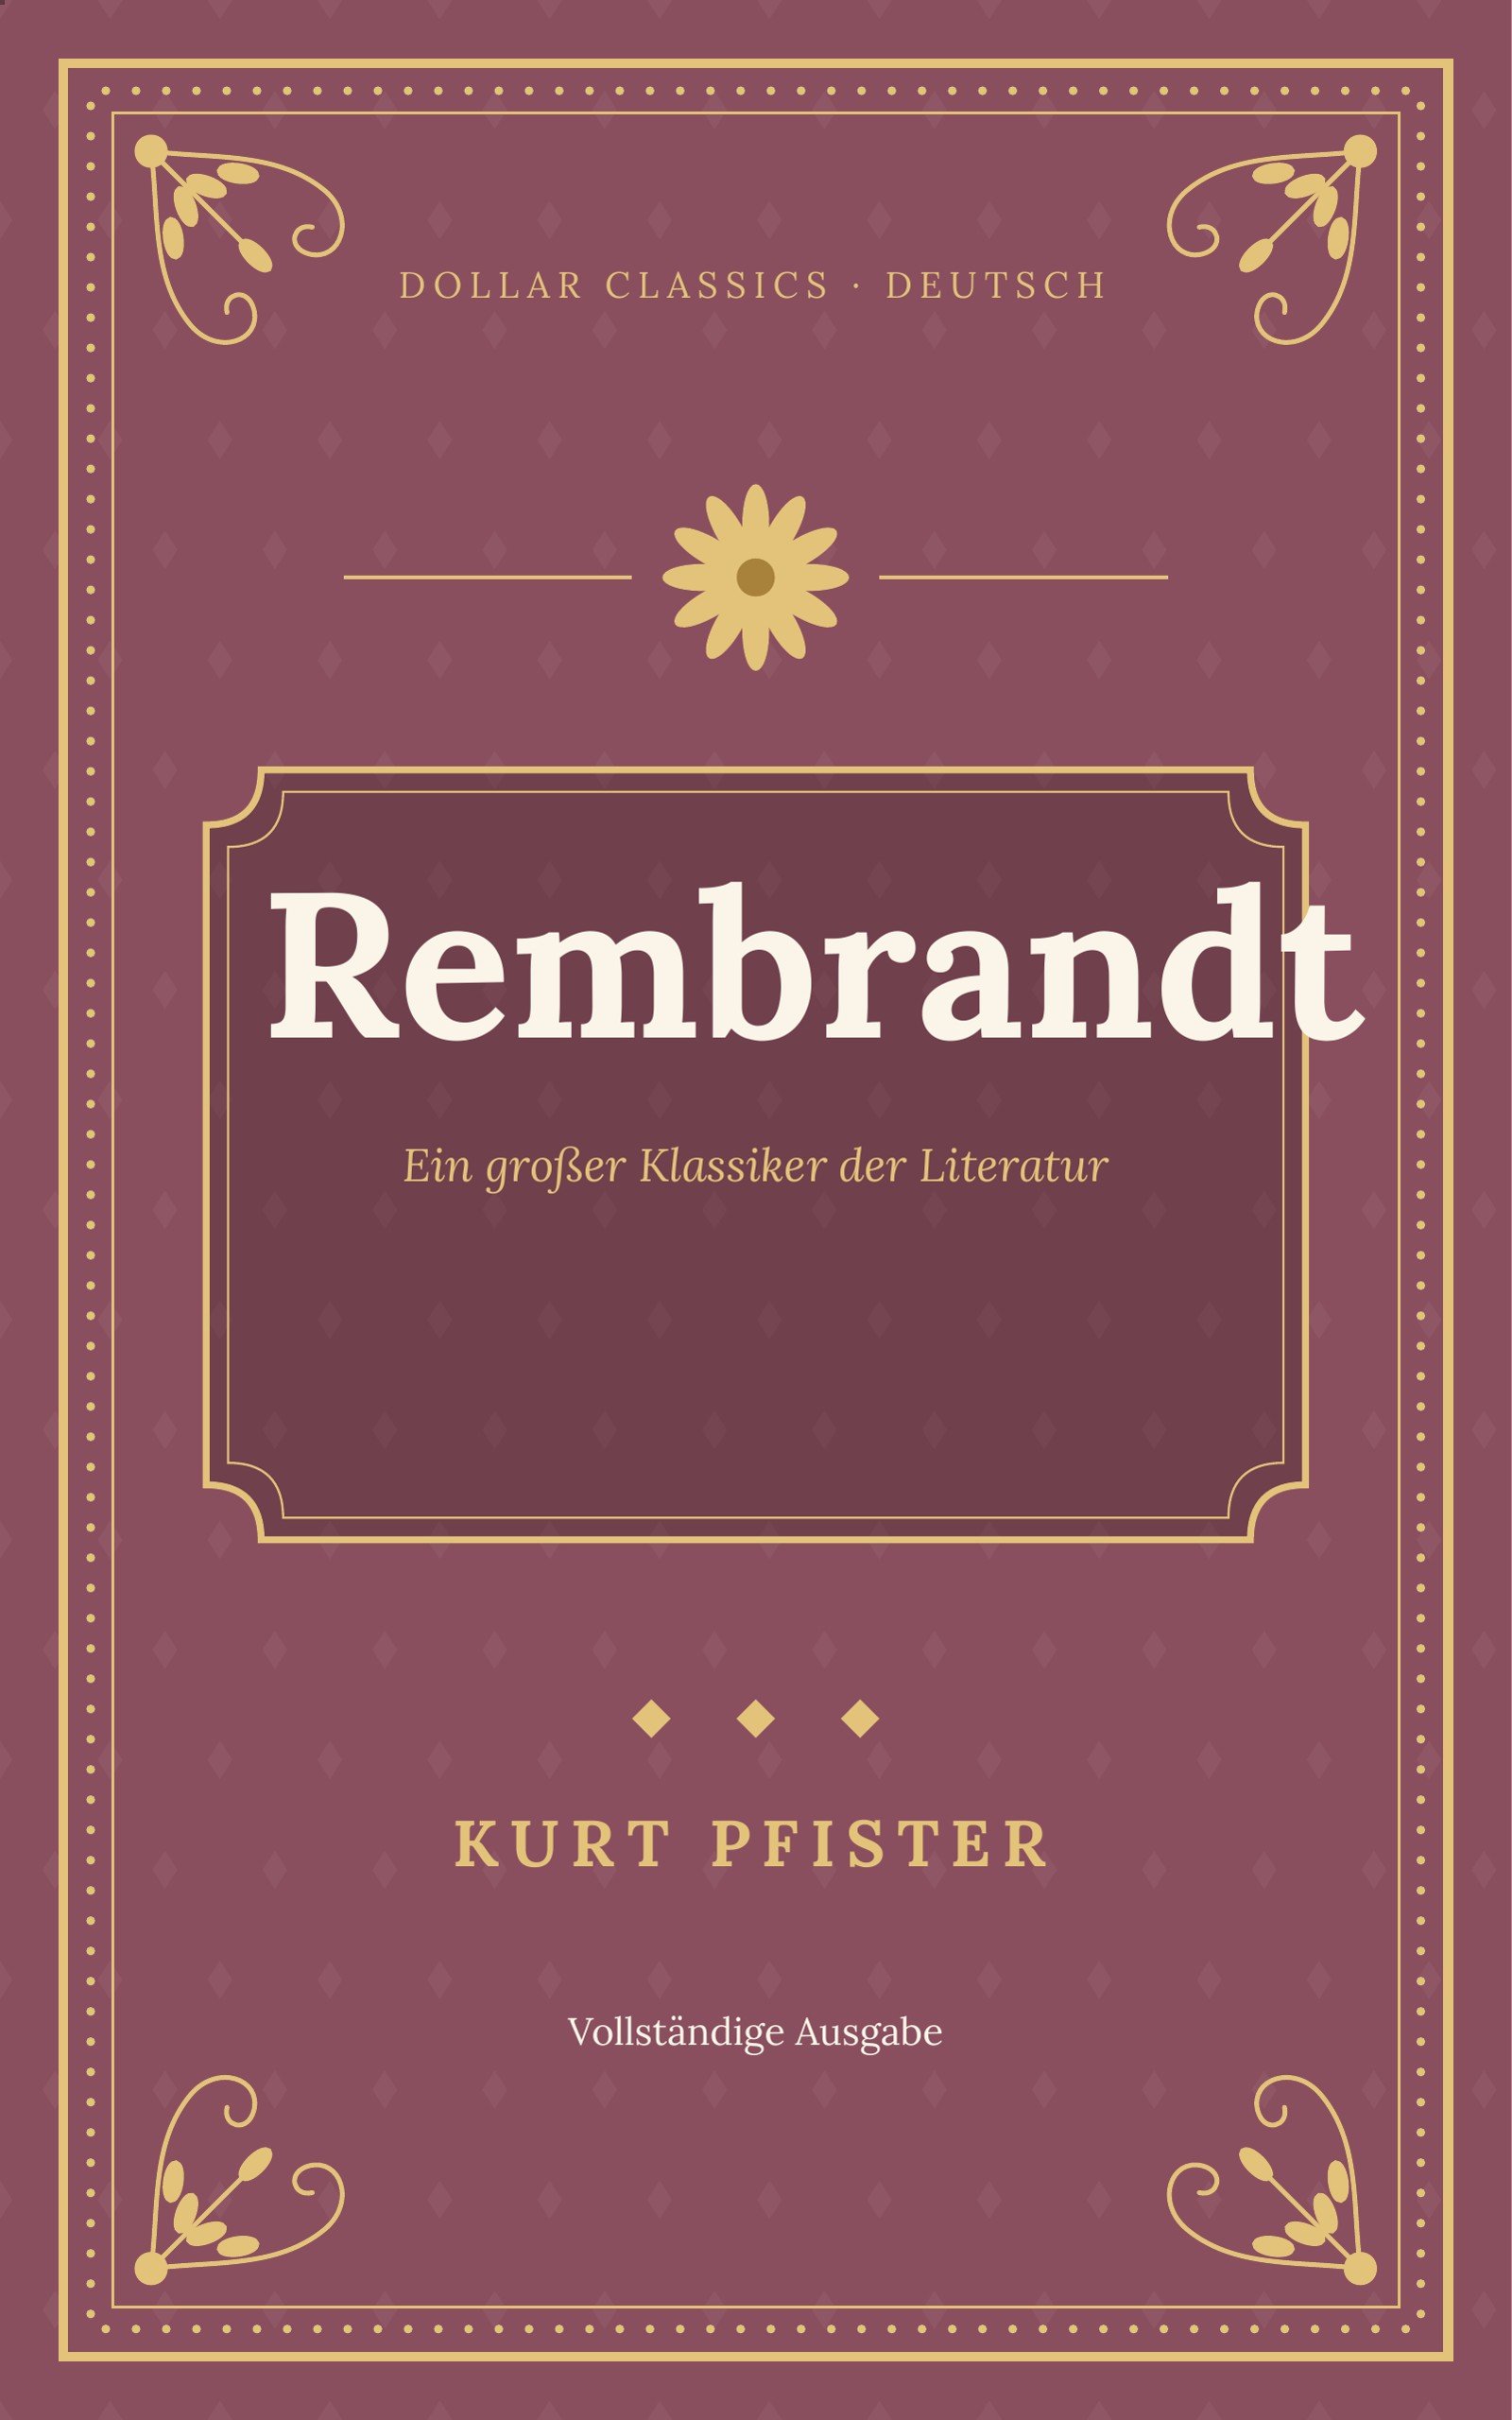 DOLLAR CLASSICS · DEUTSCH
Rembrandt
Ein großer Klassiker der Literatur
KURT PFISTER
Vollständige Ausgabe